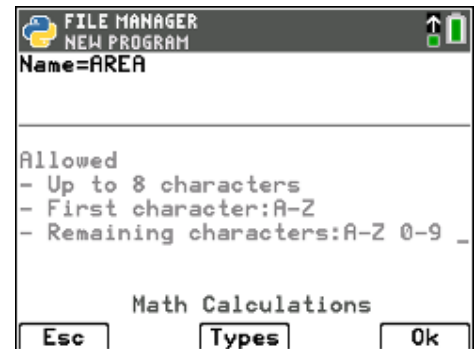 FILE MANAGER
NEW PROGRAM
Name=AREA
Allowed
- Up to 8 characters
- First character:A-Z
- Remaining characters:A-Z 0-9 _
Math Calculations
Esc
Types
Ok